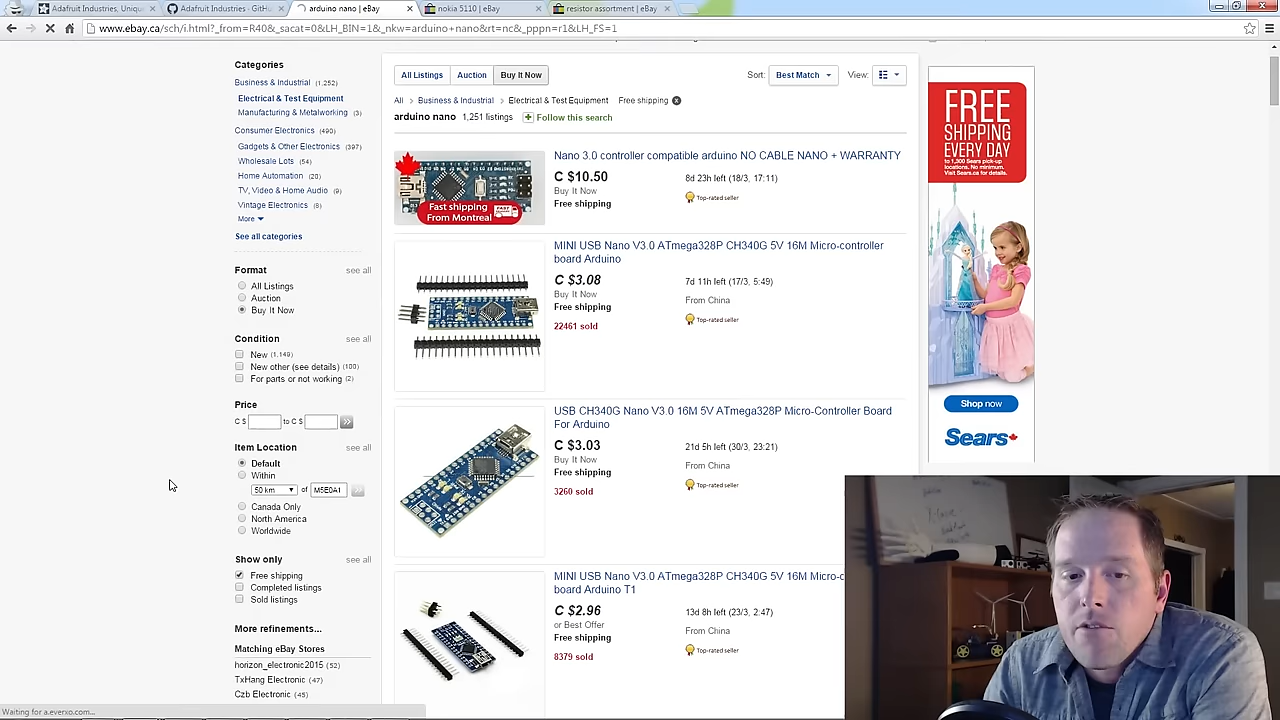 Adafruit Industries, Uniqu
Adafruit Industries - GitH
arduino nano | eBay
nokia 5110 | eBay
resistor assortment | eBay
www.ebay.ca/sch/i.html?_from=R40&_sacat=0&LH_BIN=1&_nkw=arduino+nano&rt=nc&_pppn=r1&LH_FS=1
Categories
Business & Industrial (1,252)
Electrical & Test Equipment
Manufacturing & Metalworking (3)
Consumer Electronics (490)
Gadgets & Other Electronics (397)
Wholesale Lots (54)
Home Automation (20)
TV, Video & Home Audio (9)
Vintage Electronics (8)
More
See all categories
Format see all
All Listings
Auction
Buy It Now
Condition see all
New (1,149)
New other (see details) (100)
For parts or not working (2)
Price
C $ to C $
Item Location see all
Default
Within
50 km of M5E0A1
Canada Only
North America
Worldwide
Show only see all
Free shipping
Completed listings
Sold listings
More refinements...
Matching eBay Stores
horizon_electronic2015 (52)
TxHang Electronic (47)
Czb Electronic (45)
Waiting for a.everxo.com...
All Listings Auction Buy It Now Sort: Best Match View:
All > Business & Industrial > Electrical & Test Equipment Free shipping
arduino nano 1,251 listings + Follow this search
Fast shipping
From Montreal
Nano 3.0 controller compatible arduino NO CABLE NANO + WARRANTY
C $10.50 8d 23h left (18/3, 17:11)
Buy It Now
Free shipping
Top-rated seller
MINI USB Nano V3.0 ATmega328P CH340G 5V 16M Micro-controller
board Arduino
C $3.08 7d 11h left (17/3, 5:49)
Buy It Now
From China
Free shipping
Top-rated seller
22461 sold
USB CH340G Nano V3.0 16M 5V ATmega328P Micro-Controller Board
For Arduino
C $3.03 21d 5h left (30/3, 23:21)
Buy It Now
From China
Free shipping
Top-rated seller
3260 sold
MINI USB Nano V3.0 ATmega328P CH340G 5V 16M Micro-c
board Arduino T1
C $2.96 13d 8h left (23/3, 2:47)
or Best Offer
From China
Free shipping
Top-rated seller
8379 sold
FREE
SHIPPING
EVERY DAY
to 1,300 Sears pick-up
locations. No minimum.
Visit Sears.ca for details.
Shop now
Sears